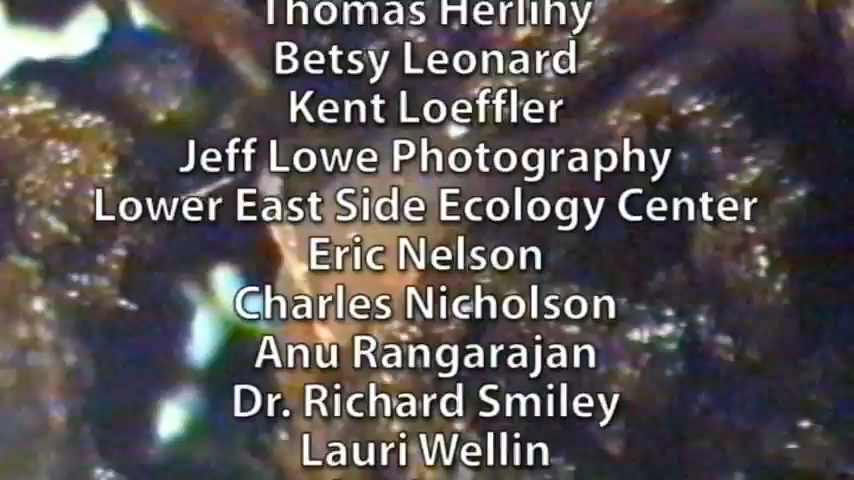 Thomas Herlihy
Betsy Leonard
Kent Loeffler
Jeff Lowe Photography
Lower East Side Ecology Center
Eric Nelson
Charles Nicholson
Anu Rangarajan
Dr. Richard Smiley
Lauri Wellin